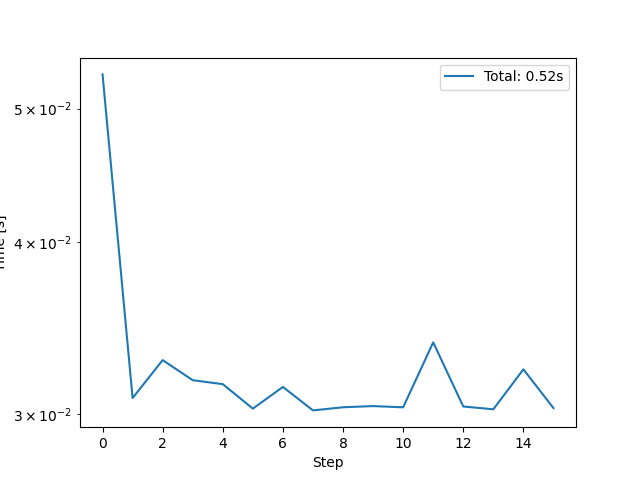 Total: 0.52s
5 × 10⁻²
4 × 10⁻²
3 × 10⁻²
[s]
0 2 4 6 8 10 12 14
Step